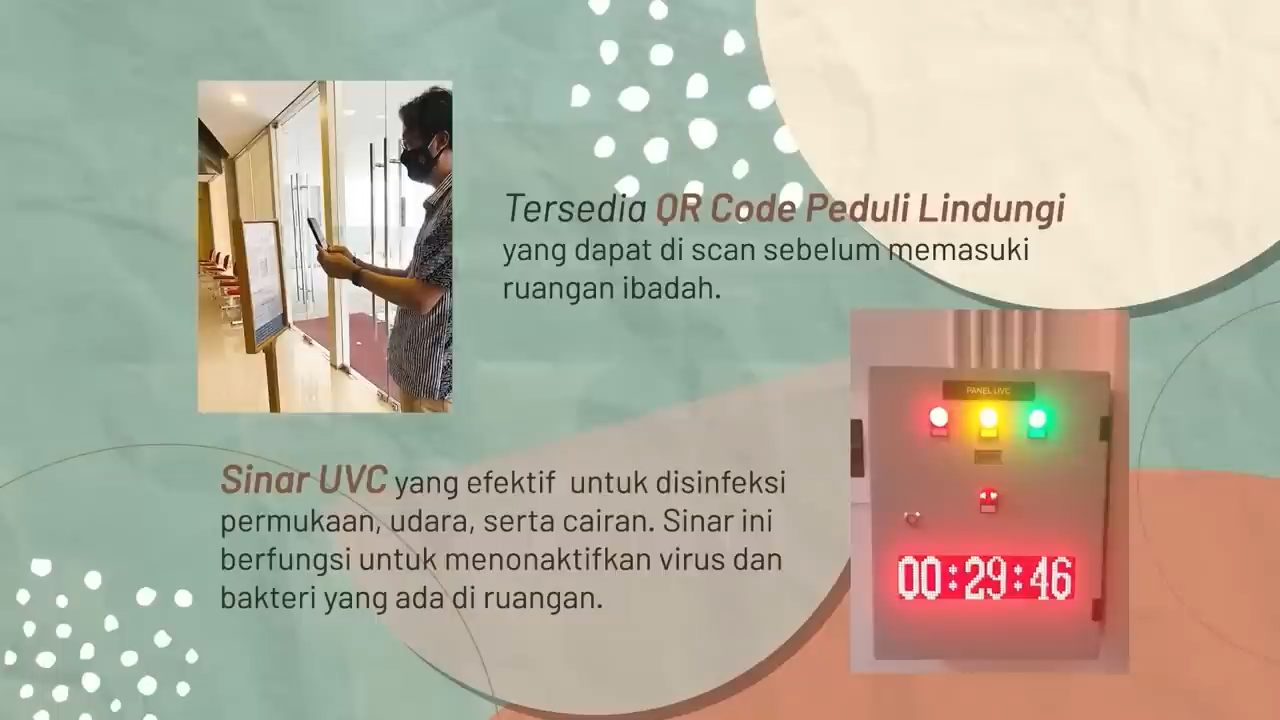 Tersedia QR Code Peduli Lindungi
yang dapat di scan sebelum memasuki
ruangan ibadah.
PANEL UVC
00:29:46
Sinar UVC yang efektif  untuk disinfeksi
permukaan, udara, serta cairan. Sinar ini
berfungsi untuk menonaktifkan virus dan
bakteri yang ada di ruangan.